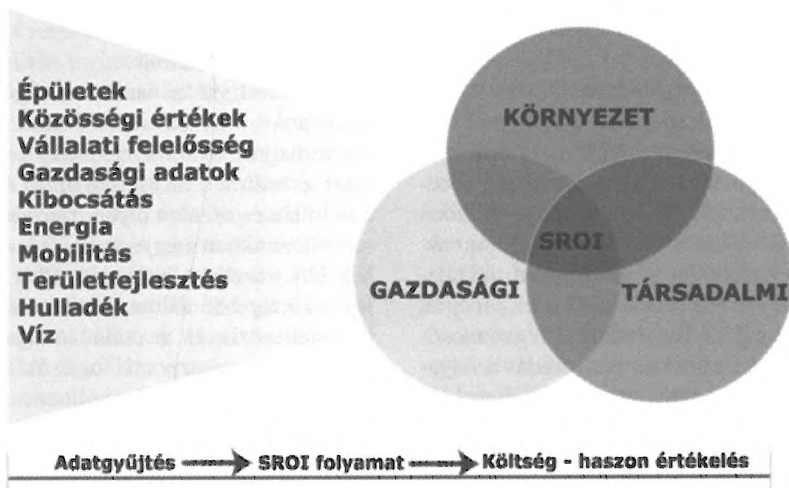 Épületek
Közösségi értékek
Vállalati felelősség
Gazdasági adatok
Kibocsátás
Energia
Mobilitás
Területfejlesztés
Hulladék
Víz
KÖRNYEZET
SROI
GAZDASÁGI
TÁRSADALMI
Adatgyűjtés → SROI folyamat → Költség - haszon értékelés